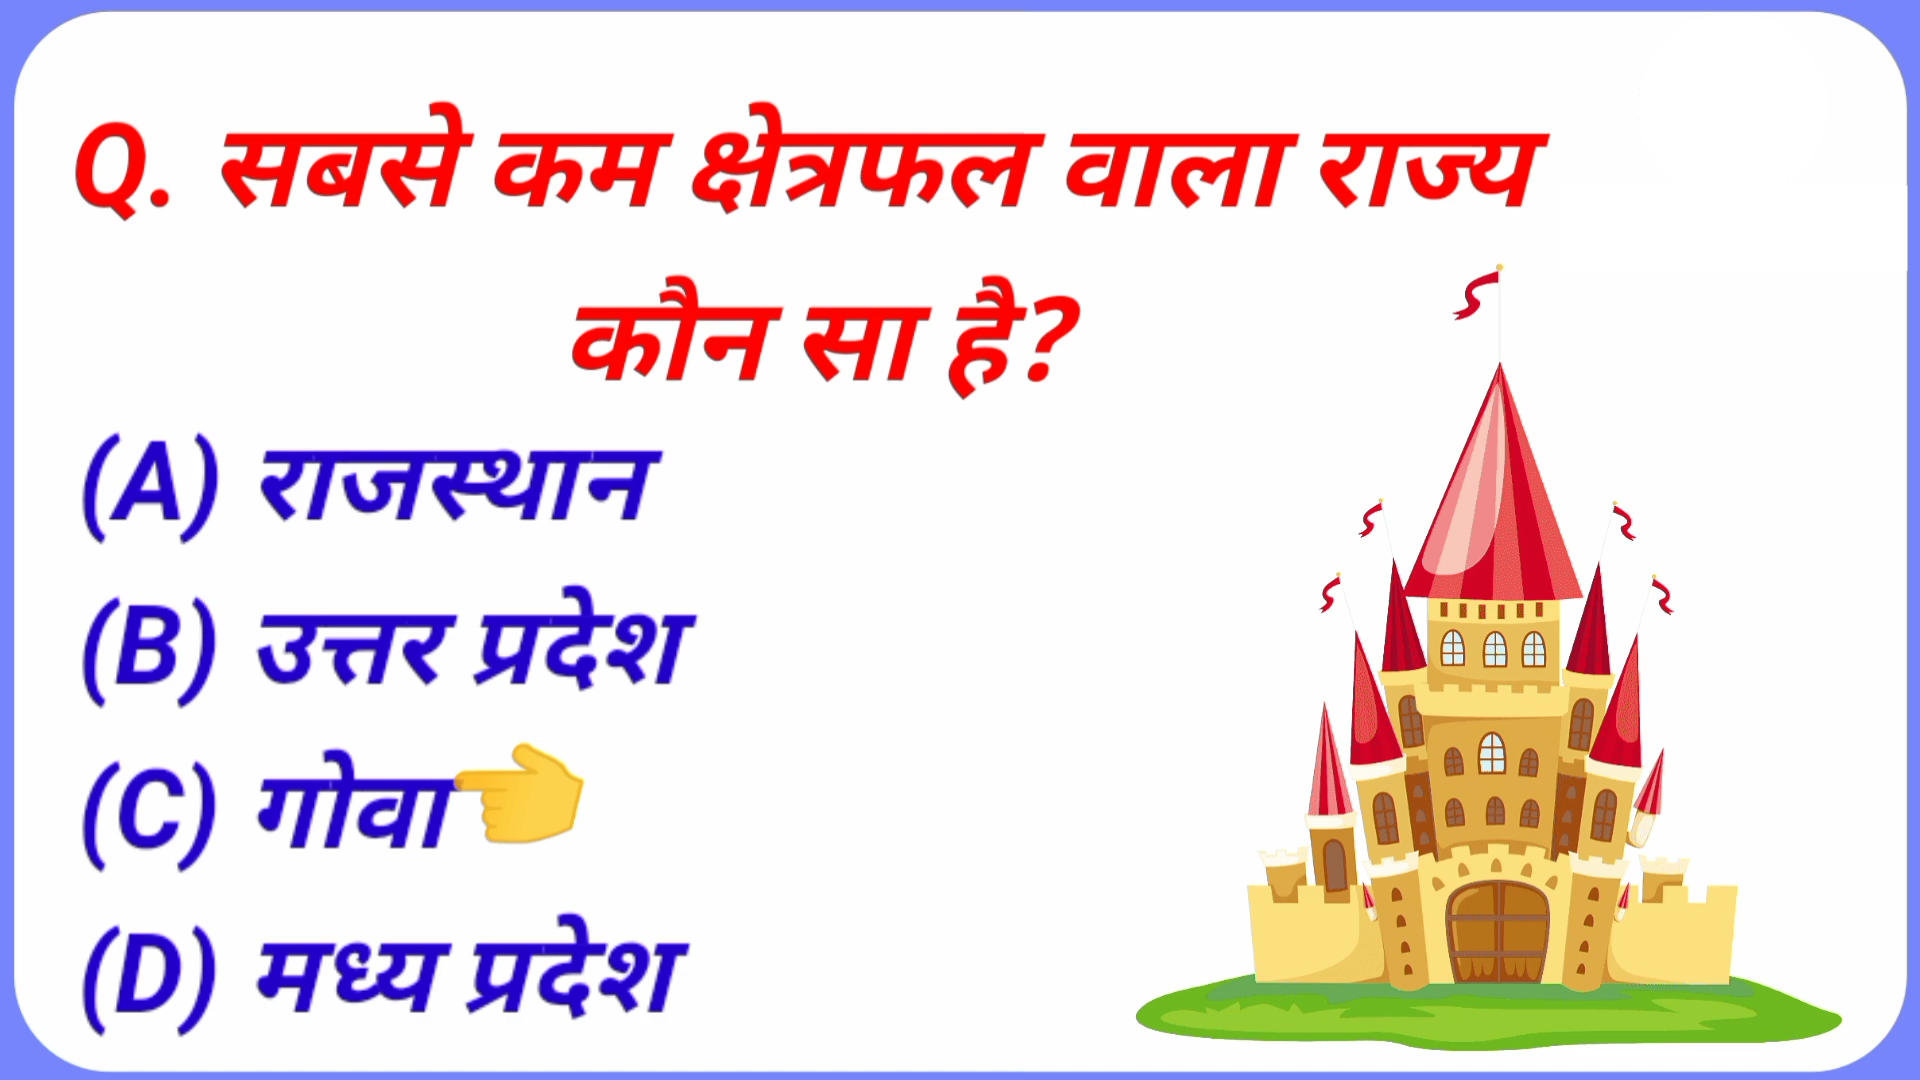 Q. सबसे कम क्षेत्रफल वाला राज्य
कौन सा है?
(A) राजस्थान
(B) उत्तर प्रदेश
(C) गोवा
(D) मध्य प्रदेश